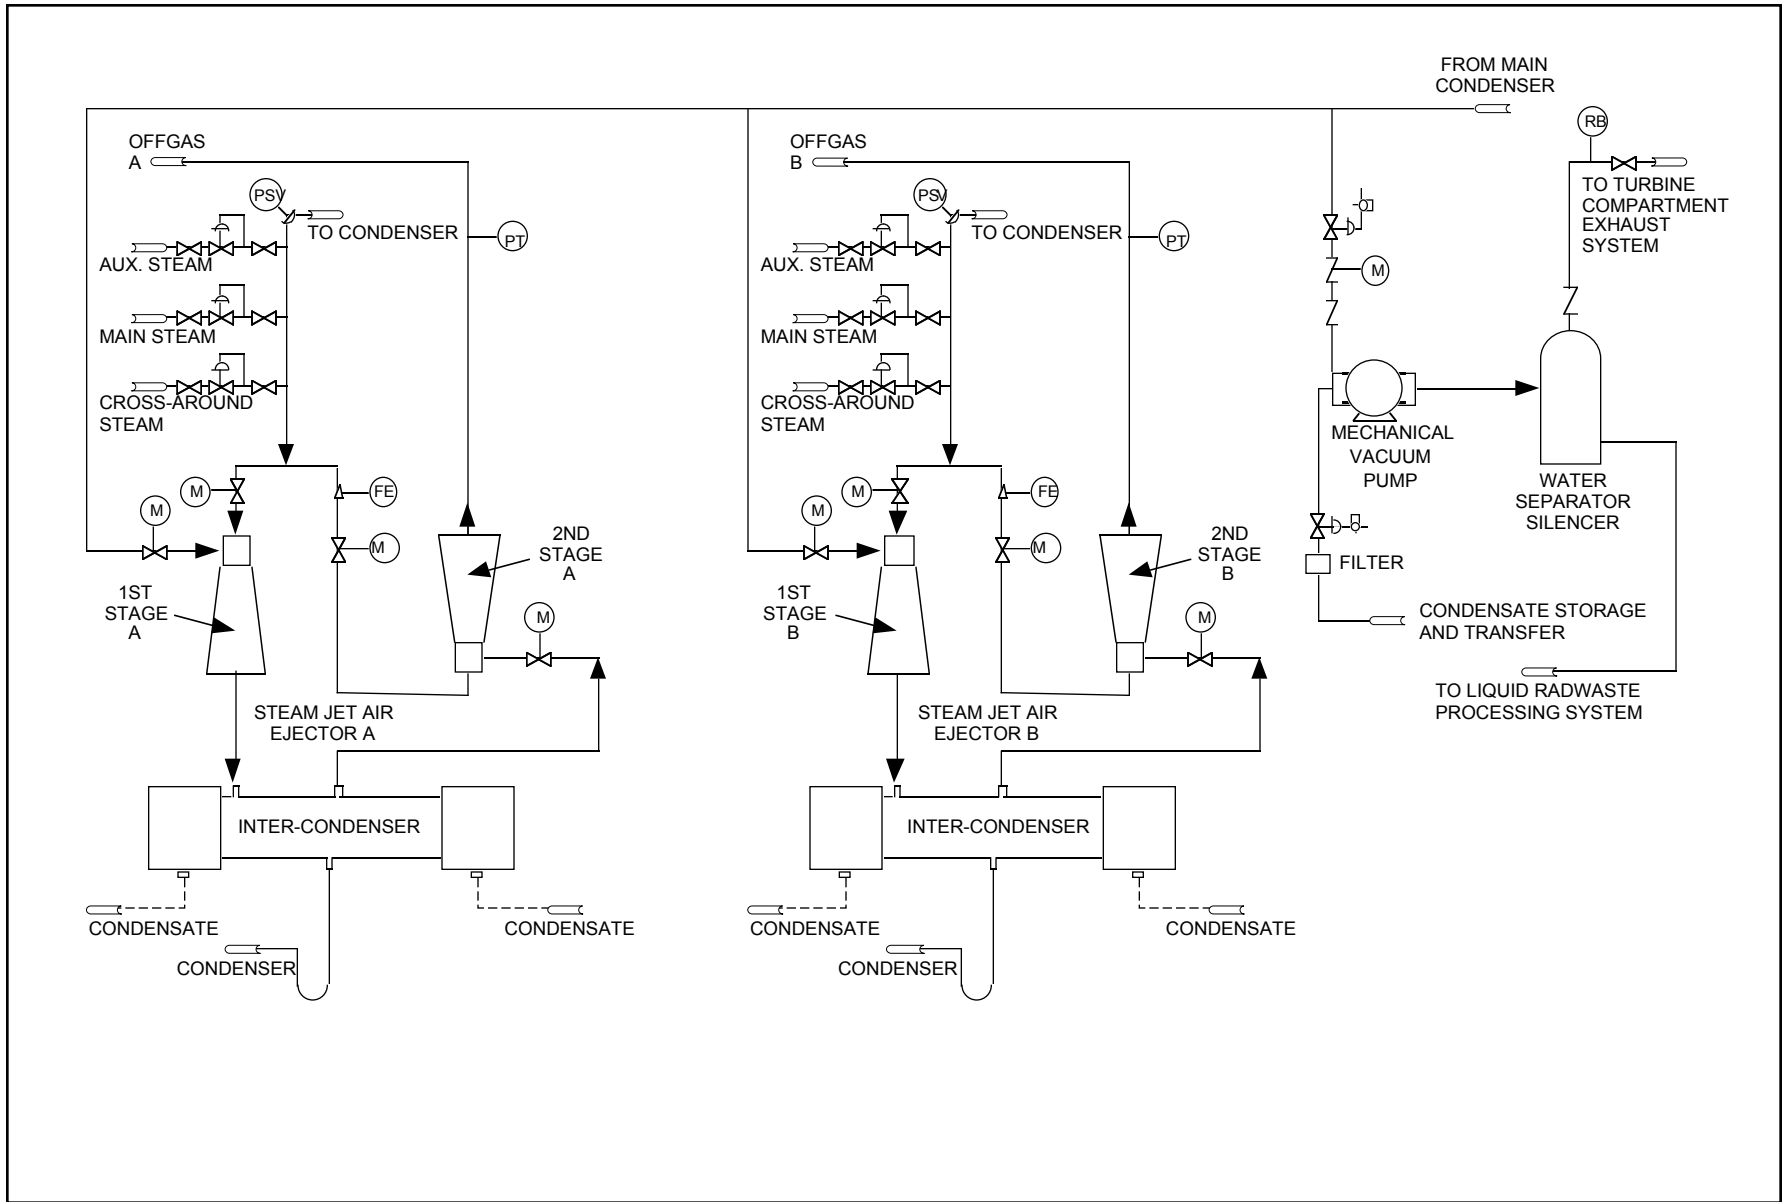 FROM MAIN
CONDENSER
OFFGAS
A
OFFGAS
B
RB
PSV
TO CONDENSER
PT
PSV
TO CONDENSER
PT
TO TURBINE
COMPARTMENT
EXHAUST
SYSTEM
AUX. STEAM
AUX. STEAM
M
MAIN STEAM
MAIN STEAM
CROSS-AROUND
STEAM
CROSS-AROUND
STEAM
MECHANICAL
VACUUM
PUMP
M
M
FE
M
M
M
FE
M
WATER
SEPARATOR
SILENCER
2ND
STAGE
A
2ND
STAGE
B
FILTER
1ST
STAGE
A
M
1ST
STAGE
B
M
CONDENSATE STORAGE
AND TRANSFER
STEAM JET AIR
EJECTOR A
STEAM JET AIR
EJECTOR B
TO LIQUID RADWASTE
PROCESSING SYSTEM
INTER-CONDENSER
INTER-CONDENSER
CONDENSATE
CONDENSATE
CONDENSATE
CONDENSATE
CONDENSER
CONDENSER